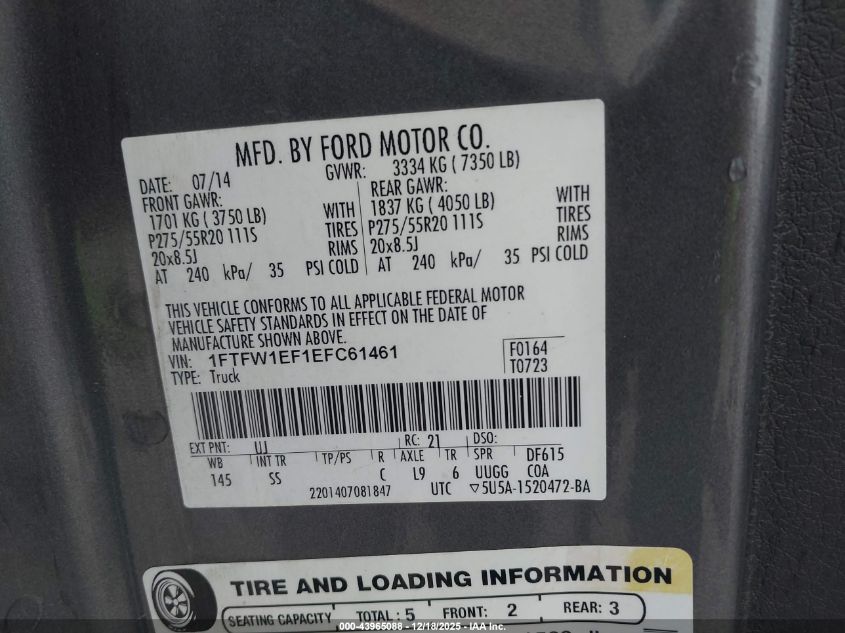 MFD. BY FORD MOTOR CO.
DATE: 07/14 GVWR: 3334 KG ( 7350 LB)
FRONT GAWR: REAR GAWR:
1701 KG ( 3750 LB) WITH 1837 KG ( 4050 LB) WITH
P275/55R20 111S TIRES P275/55R20 111S TIRES
20x8.5J RIMS 20x8.5J RIMS
AT 240 kPa/ 35 PSI COLD AT 240 kPa/ 35 PSI COLD
THIS VEHICLE CONFORMS TO ALL APPLICABLE FEDERAL MOTOR
VEHICLE SAFETY STANDARDS IN EFFECT ON THE DATE OF
MANUFACTURE SHOWN ABOVE.
VIN: 1FTFW1EF1EFC61461 F0164
TYPE: Truck T0723
EXT PNT: UJ RC: 21 DSO:
WB INT TR TP/PS R AXLE TR SPR DF615
145 SS C L9 6 UUGG COA
2201407081847 UTC ▽5U5A-1520472-BA
TIRE AND LOADING INFORMATION
SEATING CAPACITY TOTAL : 5 FRONT: 2 REAR: 3
000-43965088 - 12/18/2025 - IAA Inc.